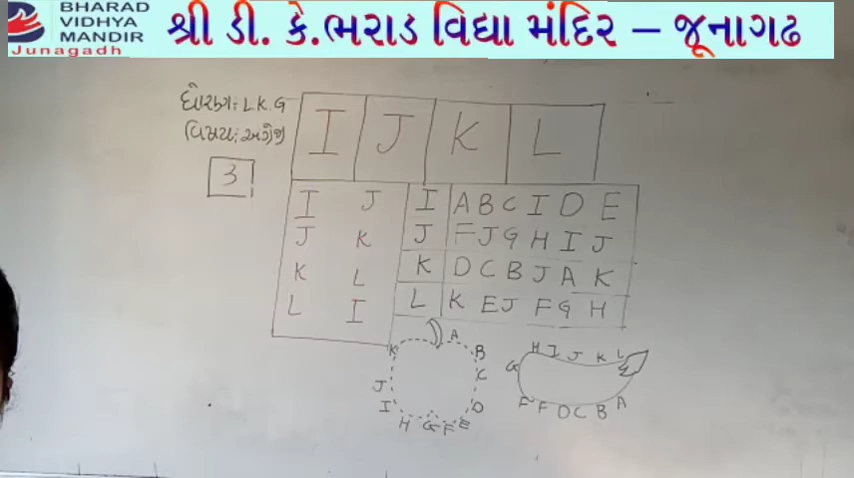 BHARAD
VIDHYA
MANDIR
Junagadh
શ્રી ડી. કે.ભરાડ વિદ્યા મંદિર – જૂનાગઢ
ધોરણ: L.K.G
વિષય: અંગ્રેજી
3
I J K L
I J
J K
K L
L I
I A B C I D E
J F J G H I J
K D C B J A K
L K E J F G H
A
B
C
D
E
F
G
H
I
J
K
H I J K L
G
F F D C B A